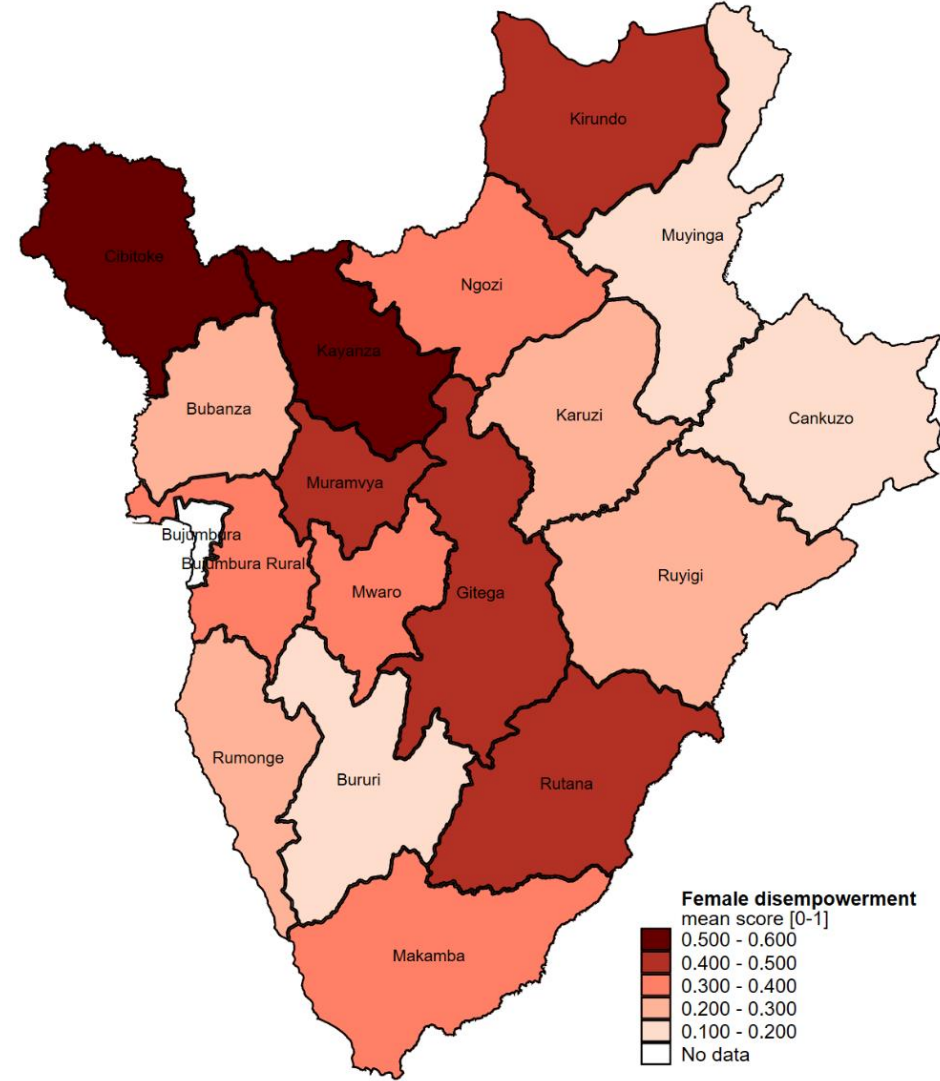 Kirundo
Muyinga
Cibitoke
Ngozi
Kayanza
Bubanza
Karuzi
Cankuzo
Muramvya
Bujumbura
Bujumbura Rural
Mwaro
Gitega
Ruyigi
Rumonge
Bururi
Rutana
Makamba
Female disempowerment
mean score [0-1]
0.500 - 0.600
0.400 - 0.500
0.300 - 0.400
0.200 - 0.300
0.100 - 0.200
No data